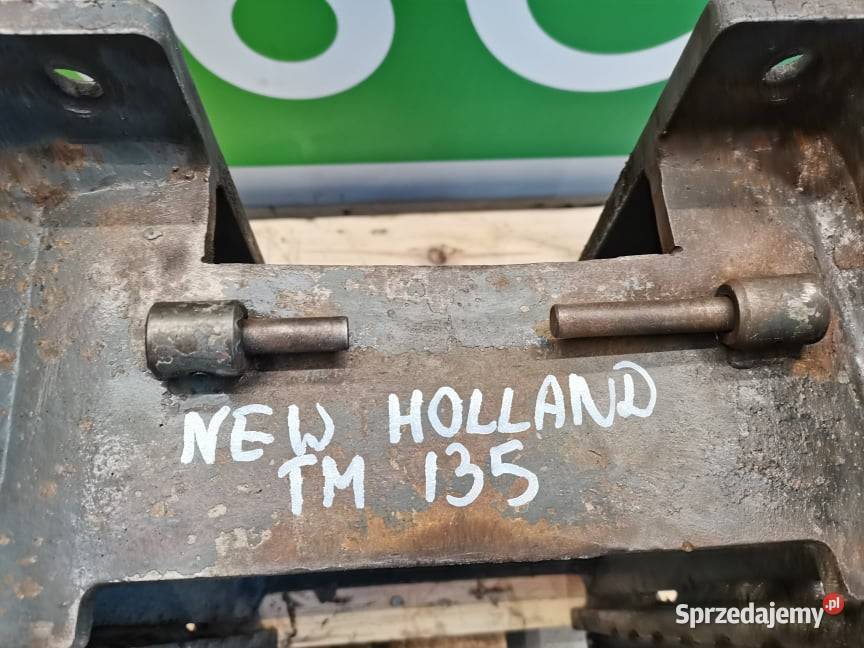 NEW HOLLAND
TM 135
Sprzedajemy.pl